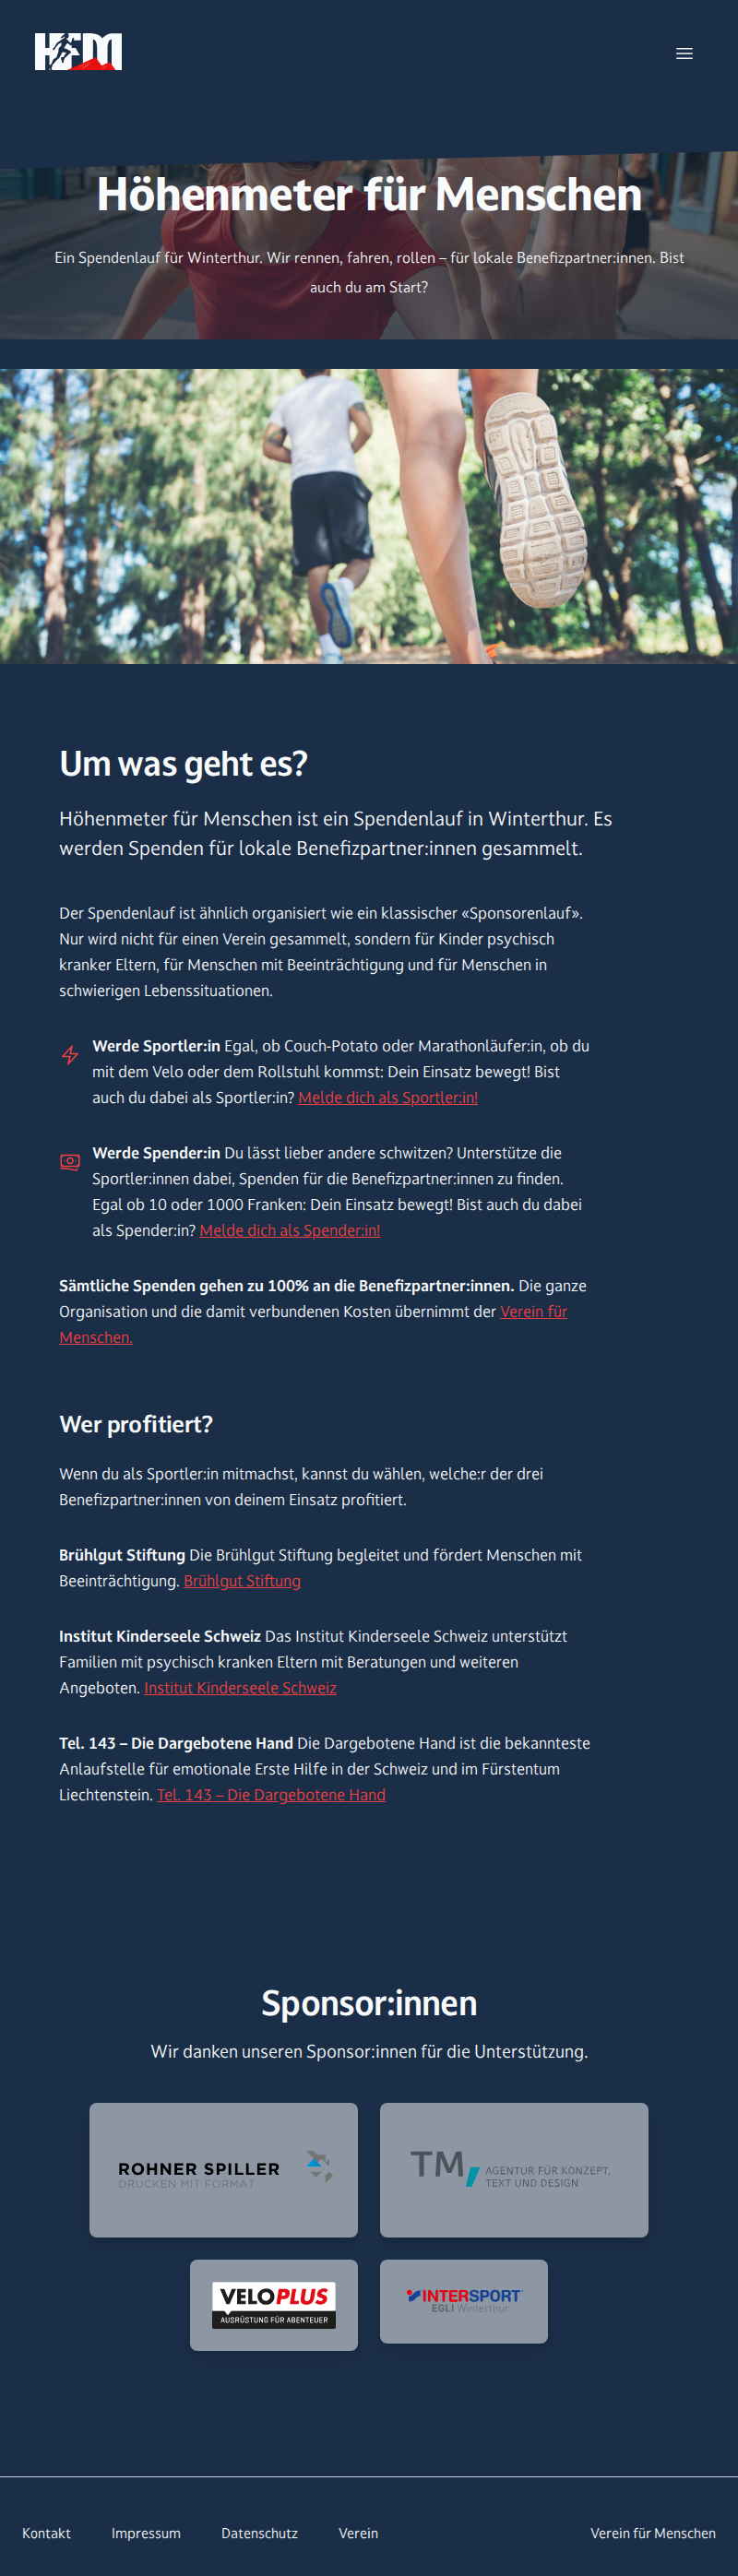 HFM
Höhenmeter für Menschen
Ein Spendenlauf für Winterthur. Wir rennen, fahren, rollen – für lokale Benefizpartner:innen. Bist
auch du am Start?
Um was geht es?
Höhenmeter für Menschen ist ein Spendenlauf in Winterthur. Es
werden Spenden für lokale Benefizpartner:innen gesammelt.
Der Spendenlauf ist ähnlich organisiert wie ein klassischer «Sponsorenlauf».
Nur wird nicht für einen Verein gesammelt, sondern für Kinder psychisch
kranker Eltern, für Menschen mit Beeinträchtigung und für Menschen in
schwierigen Lebenssituationen.
Werde Sportler:in Egal, ob Couch-Potato oder Marathonläufer:in, ob du
mit dem Velo oder dem Rollstuhl kommst: Dein Einsatz bewegt! Bist
auch du dabei als Sportler:in? Melde dich als Sportler:in!
Werde Spender:in Du lässt lieber andere schwitzen? Unterstütze die
Sportler:innen dabei, Spenden für die Benefizpartner:innen zu finden.
Egal ob 10 oder 1000 Franken: Dein Einsatz bewegt! Bist auch du dabei
als Spender:in? Melde dich als Spender:in!
Sämtliche Spenden gehen zu 100% an die Benefizpartner:innen. Die ganze
Organisation und die damit verbundenen Kosten übernimmt der Verein für
Menschen.
Wer profitiert?
Wenn du als Sportler:in mitmachst, kannst du wählen, welche:r der drei
Benefizpartner:innen von deinem Einsatz profitiert.
Brühlgut Stiftung Die Brühlgut Stiftung begleitet und fördert Menschen mit
Beeinträchtigung. Brühlgut Stiftung
Institut Kinderseele Schweiz Das Institut Kinderseele Schweiz unterstützt
Familien mit psychisch kranken Eltern mit Beratungen und weiteren
Angeboten. Institut Kinderseele Schweiz
Tel. 143 – Die Dargebotene Hand Die Dargebotene Hand ist die bekannteste
Anlaufstelle für emotionale Erste Hilfe in der Schweiz und im Fürstentum
Liechtenstein. Tel. 143 – Die Dargebotene Hand
Sponsor:innen
Wir danken unseren Sponsor:innen für die Unterstützung.
ROHNER SPILLER
DRUCKEN MIT FORMAT
TM, AGENTUR FÜR KONZEPT,
TEXT UND DESIGN
VELOPLUS
AUSRÜSTUNG FÜR ABENTEUER
INTERSPORT
EGLI Winterthur
Kontakt Impressum Datenschutz Verein Verein für Menschen